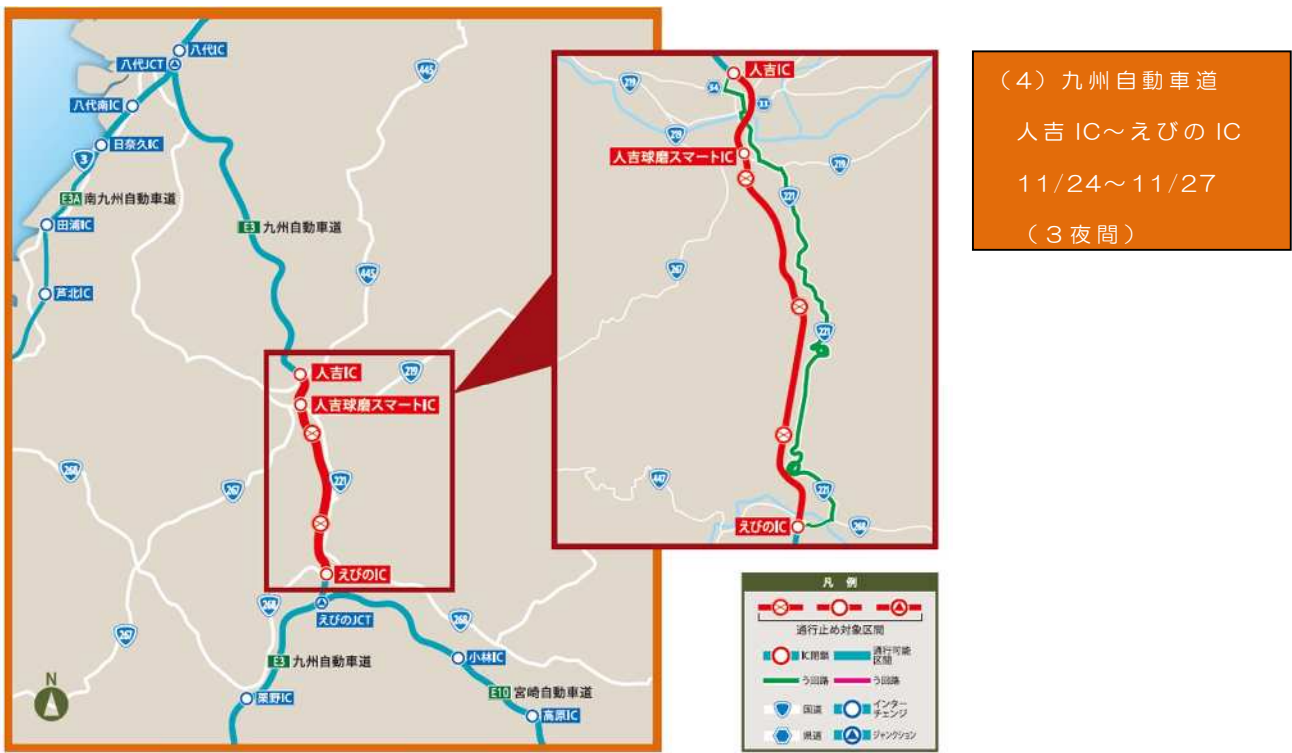 八代IC
八代JCT
445
八代南IC
日奈久IC
3
E3A 南九州自動車道
田浦IC
E3 九州自動車道
445
芦北IC
人吉IC
219
人吉球磨スマートIC
268
267
221
えびのIC
268
えびのJCT
268
267
E3 九州自動車道
小林IC
E10 宮崎自動車道
栗野IC
高原IC
N
人吉IC
219
54
33
219
人吉球磨スマートIC
219
221
267
221
447
221
えびのIC
268
(4)九州自動車道
人吉IC~えびのIC
11/24~11/27
(3夜間)
凡例
通行止め対象区間
IC閉鎖
通行可能
区間
う回路
う回路
国道
インター
チェンジ
県道
ジャンクション